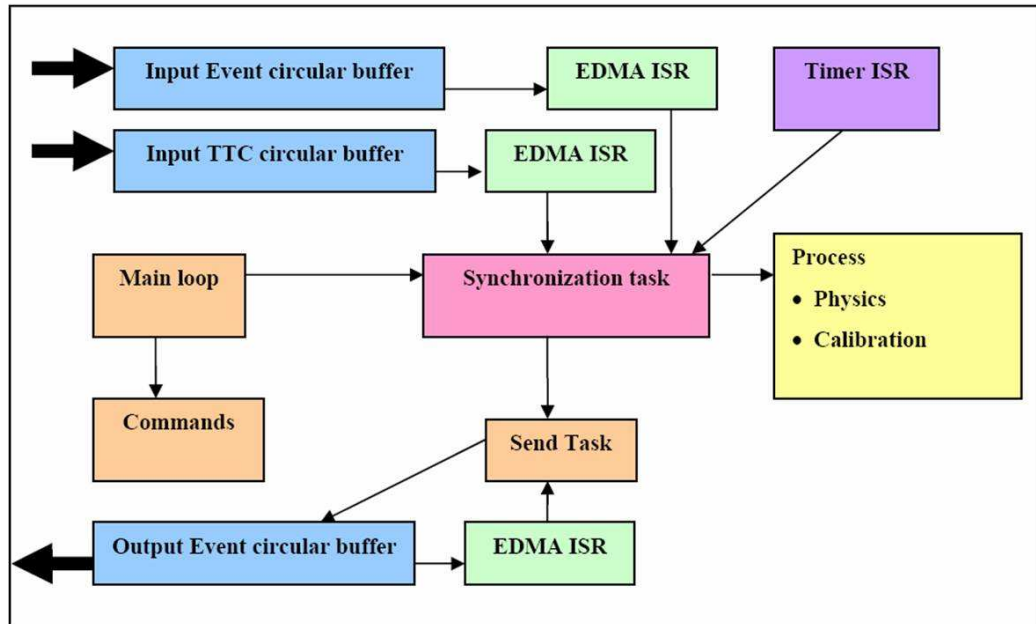 Input Event circular buffer
EDMA ISR
Timer ISR
Input TTC circular buffer
EDMA ISR
Main loop
Synchronization task
Process
• Physics
• Calibration
Commands
Send Task
Output Event circular buffer
EDMA ISR